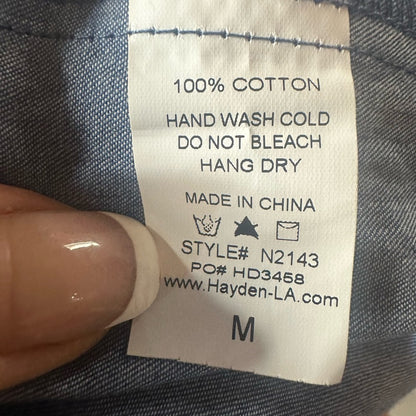 100% COTTON
HAND WASH COLD
DO NOT BLEACH
HANG DRY
MADE IN CHINA
STYLE# N2143
PO# HD3458
www.Hayden-LA.com
M